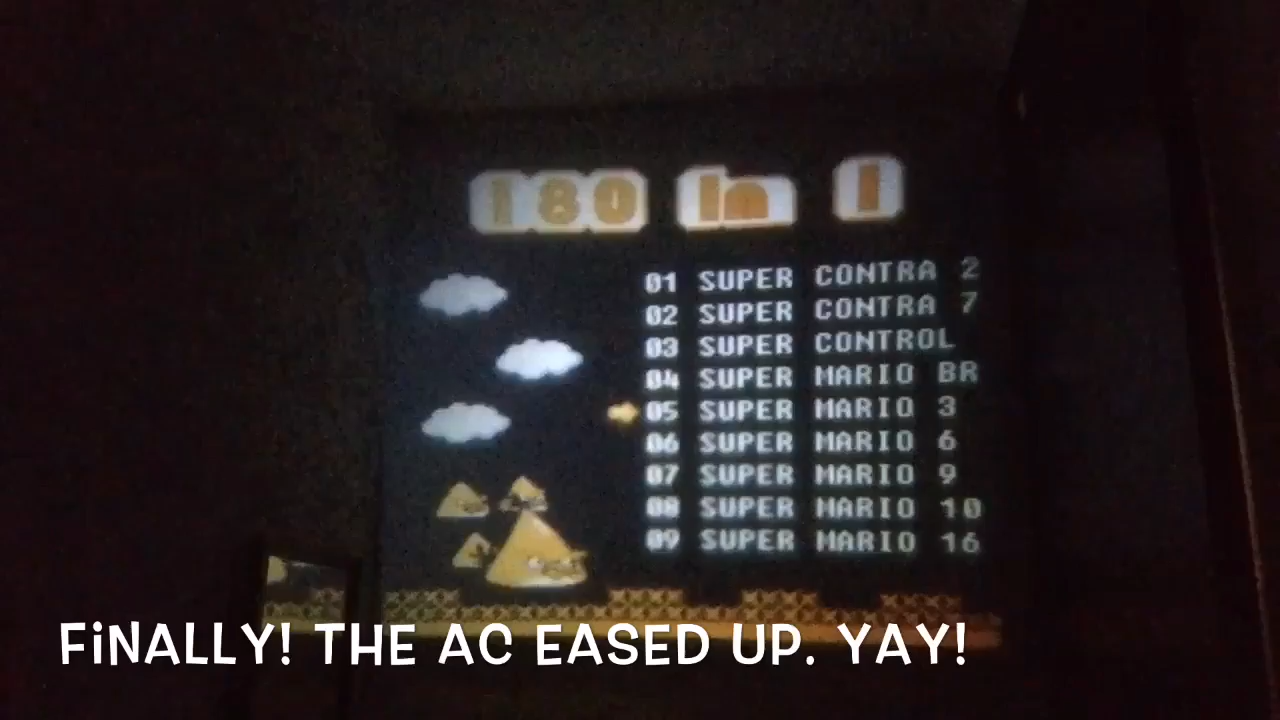 180 In 1
01 SUPER CONTRA 2
02 SUPER CONTRA 7
03 SUPER CONTROL
04 SUPER MARIO BR
05 SUPER MARIO 3
06 SUPER MARIO 6
07 SUPER MARIO 9
08 SUPER MARIO 10
09 SUPER MARIO 16
FiNALLY! THE AC EASED UP. YAY!